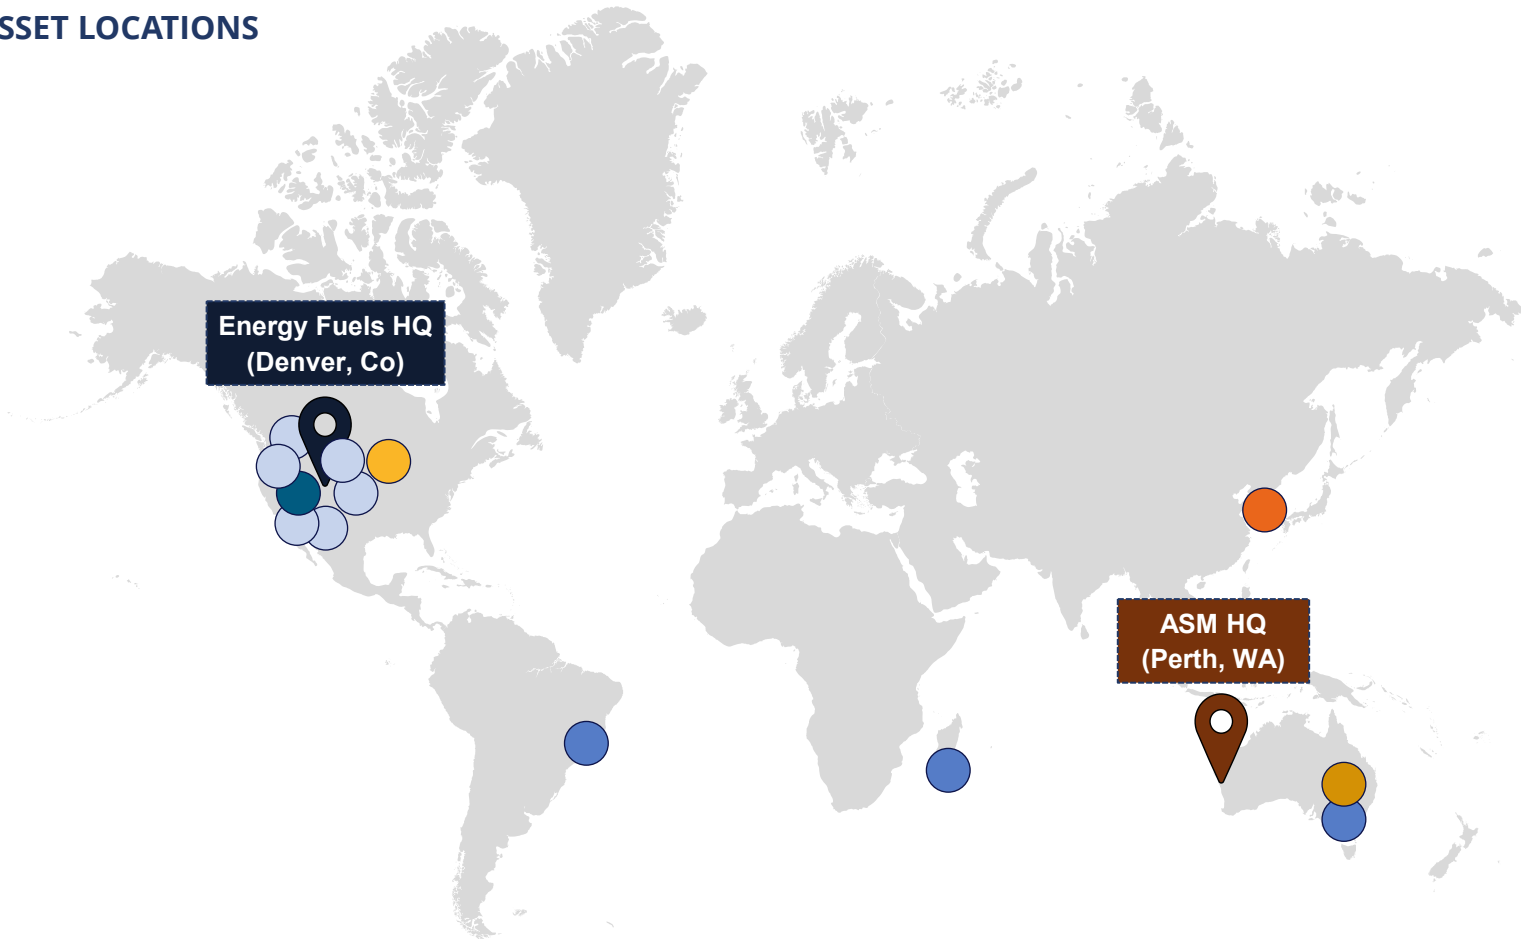 SSET LOCATIONS
Energy Fuels HQ
(Denver, Co)
ASM HQ
(Perth, WA)